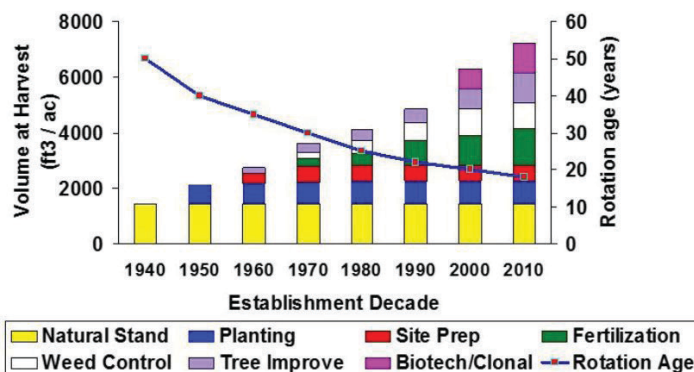 8000
6000
4000
2000
0
Volume at Harvest
(ft3 / ac)
60
50
40
30
20
10
0
Rotation age (years)
1940 1950 1960 1970 1980 1990 2000 2010
Establishment Decade
Natural Stand Planting Site Prep Fertilization
Weed Control Tree Improve Biotech/Clonal Rotation Age